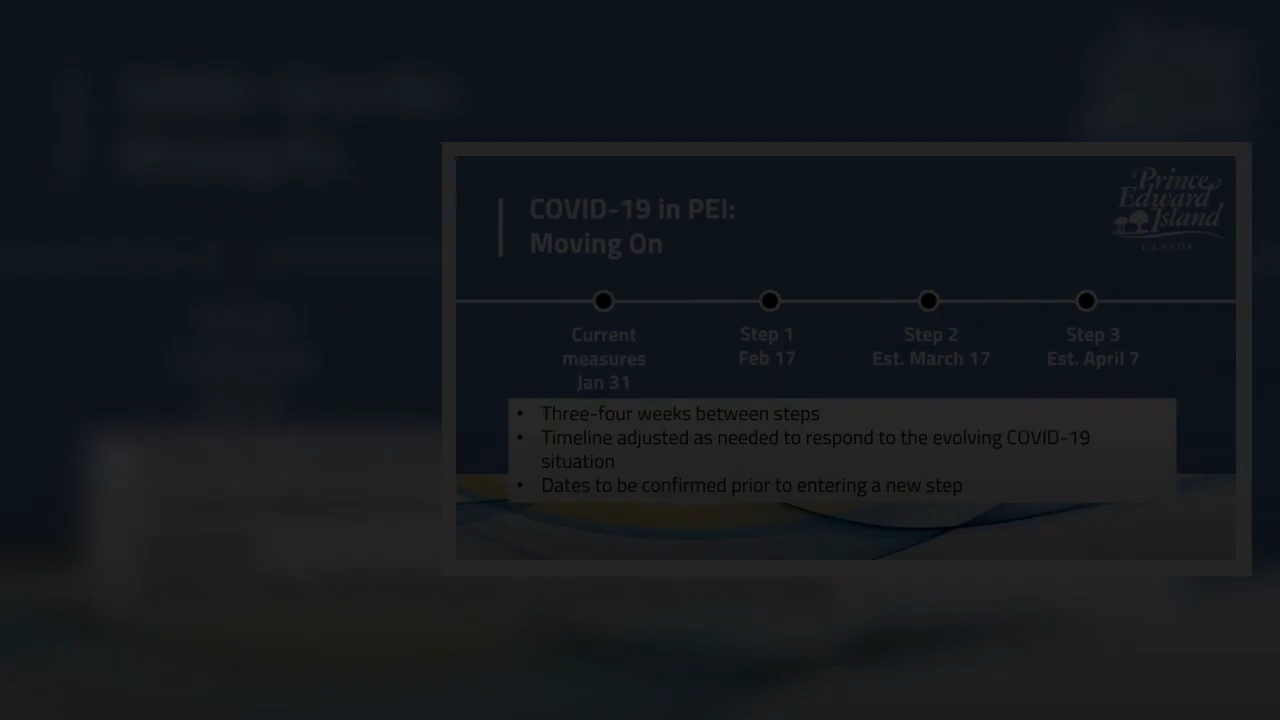 Prince
Edward
Island
CANADA
COVID-19 in PEI:
Moving On
Current
measures
Jan 31
Step 1
Feb 17
Step 2
Est. March 17
Step 3
Est. April 7
• Three-four weeks between steps
• Timeline adjusted as needed to respond to the evolving COVID-19
situation
• Dates to be confirmed prior to entering a new step